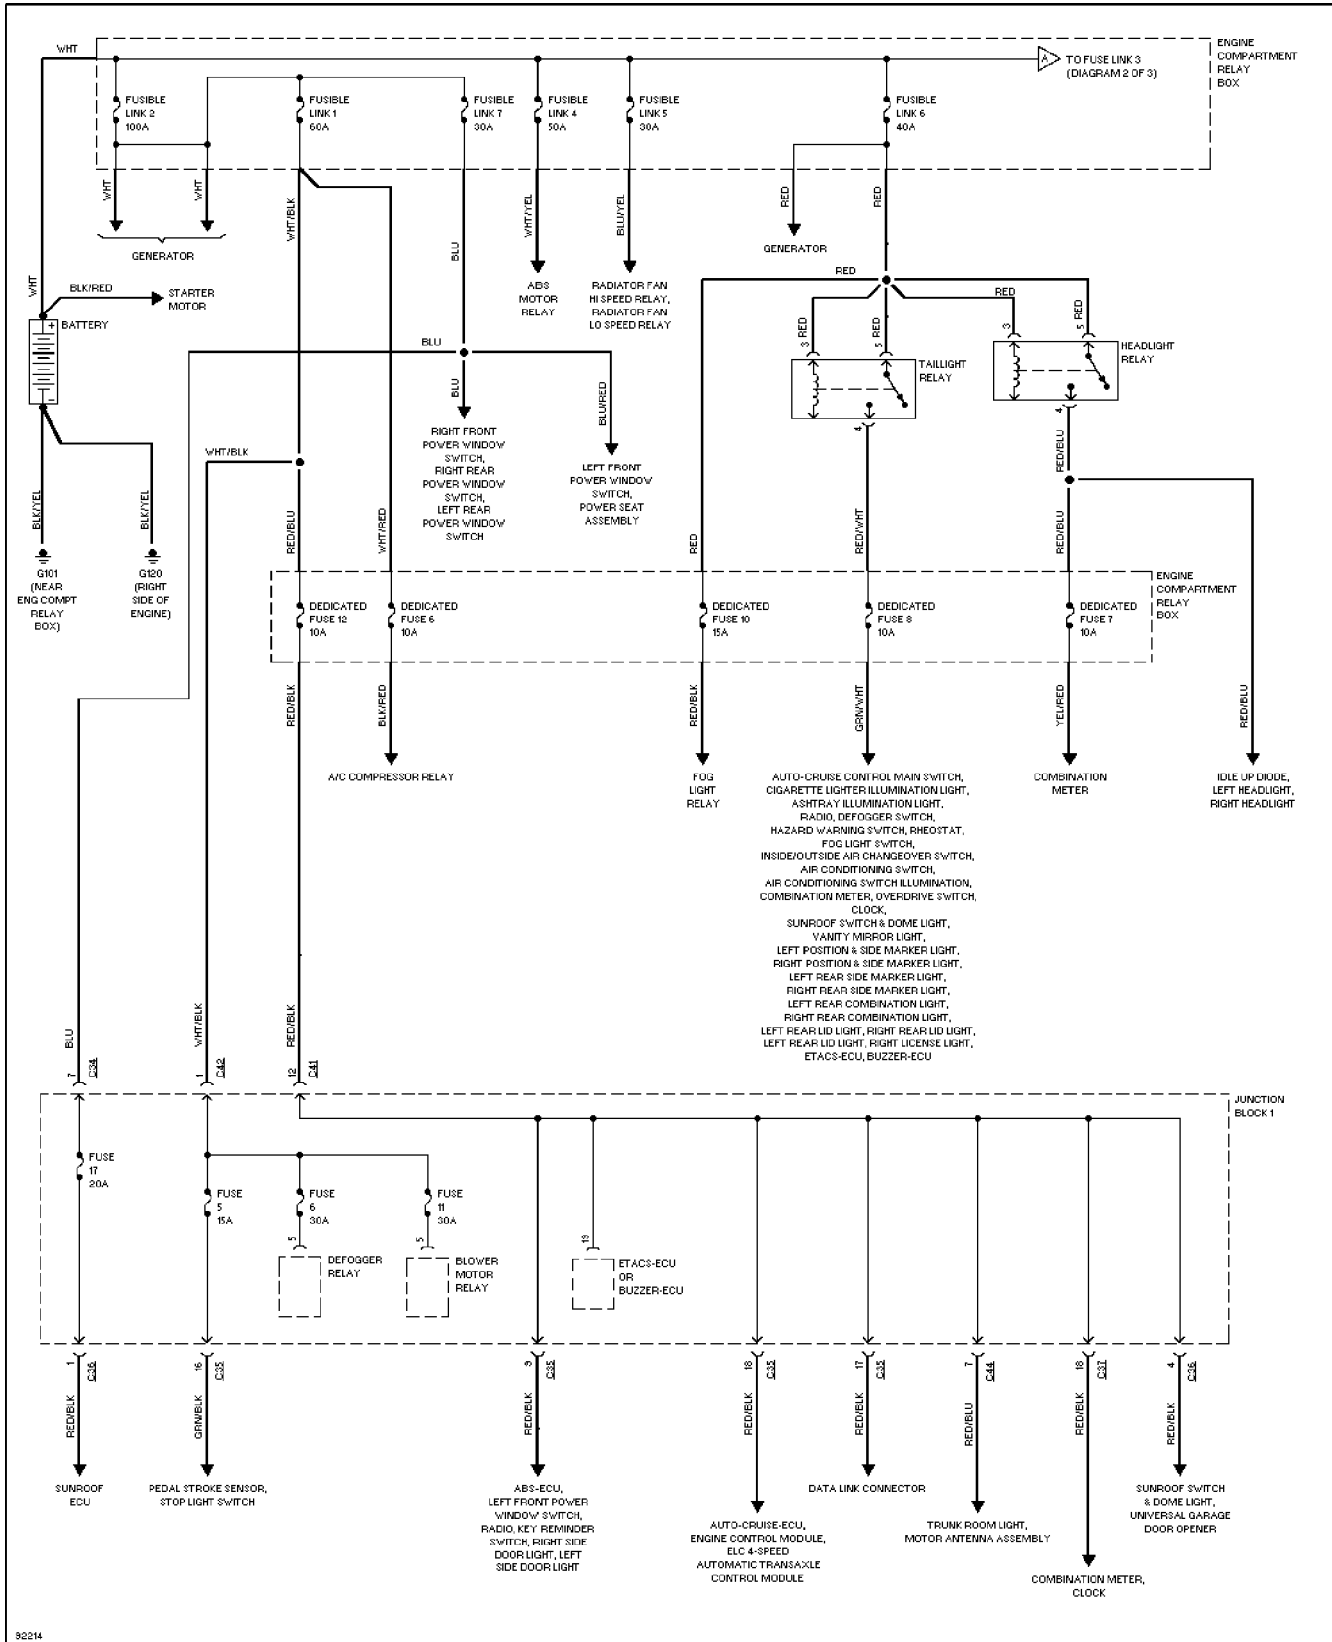 WHT
ENGINE
COMPARTMENT
RELAY
BOX
A
TO FUSE LINK 3
(DIAGRAM 2 OF 3)
FUSIBLE
LINK 2
100A
FUSIBLE
LINK 1
60A
FUSIBLE
LINK 7
30A
FUSIBLE
LINK 4
50A
FUSIBLE
LINK 5
30A
FUSIBLE
LINK 6
40A
WHT
WHT
WHT/BLK
BLU
WHT/YEL
BLU/YEL
RED
RED
GENERATOR
GENERATOR
WHT
BLK/RED
STARTER
MOTOR
ABS
MOTOR
RELAY
RADIATOR FAN
HI SPEED RELAY,
RADIATOR FAN
LO SPEED RELAY
RED
RED
+
BATTERY
-
3
RED
5
RED
3
5
RED
TAILLIGHT
RELAY
HEADLIGHT
RELAY
4
4
BLU
BLU
BLU/RED
RIGHT FRONT
POWER WINDOW
SWITCH,
RIGHT REAR
POWER WINDOW
SWITCH,
LEFT REAR
POWER WINDOW
SWITCH
LEFT FRONT
POWER WINDOW
SWITCH,
POWER SEAT
ASSEMBLY
WHT/BLK
RED/BLU
BLK/YEL
BLK/YEL
RED/BLU
WHT/RED
RED
RED/WHT
RED/BLU
G101
(NEAR
ENG COMPT
RELAY
BOX)
G120
(RIGHT
SIDE OF
ENGINE)
ENGINE
COMPARTMENT
RELAY
BOX
DEDICATED
FUSE 12
10A
DEDICATED
FUSE 6
10A
DEDICATED
FUSE 10
15A
DEDICATED
FUSE 8
10A
DEDICATED
FUSE 7
10A
RED/BLK
BLK/RED
RED/BLK
GRN/WHT
YEL/RED
RED/BLU
A/C COMPRESSOR RELAY
FOG
LIGHT
RELAY
AUTO-CRUISE CONTROL MAIN SWITCH,
CIGARETTE LIGHTER ILLUMINATION LIGHT,
ASHTRAY ILLUMINATION LIGHT,
RADIO, DEFOGGER SWITCH,
HAZARD WARNING SWITCH, RHEOSTAT,
FOG LIGHT SWITCH,
INSIDE/OUTSIDE AIR CHANGEOVER SWITCH,
AIR CONDITIONING SWITCH,
AIR CONDITIONING SWITCH ILLUMINATION,
COMBINATION METER, OVERDRIVE SWITCH,
CLOCK,
SUNROOF SWITCH & DOME LIGHT,
VANITY MIRROR LIGHT,
LEFT POSITION & SIDE MARKER LIGHT,
RIGHT POSITION & SIDE MARKER LIGHT,
LEFT REAR SIDE MARKER LIGHT,
RIGHT REAR SIDE MARKER LIGHT,
LEFT REAR COMBINATION LIGHT,
RIGHT REAR COMBINATION LIGHT,
LEFT REAR LID LIGHT, RIGHT REAR LID LIGHT,
LEFT REAR LID LIGHT, RIGHT LICENSE LIGHT,
ETACS-ECU, BUZZER-ECU
COMBINATION
METER
IDLE UP DIODE,
LEFT HEADLIGHT,
RIGHT HEADLIGHT
BLU
WHT/BLK
RED/BLK
7
C34
1
C42
12
C41
JUNCTION
BLOCK 1
FUSE
17
20A
FUSE
5
15A
FUSE
6
30A
FUSE
11
30A
5
5
13
DEFOGGER
RELAY
BLOWER
MOTOR
RELAY
ETACS-ECU
OR
BUZZER-ECU
1
C36
16
C35
3
C35
18
C35
17
C35
7
C44
18
C37
4
C36
RED/BLK
GRN/BLK
RED/BLK
RED/BLK
RED/BLK
RED/BLU
RED/BLK
RED/BLK
SUNROOF
ECU
PEDAL STROKE SENSOR,
STOP LIGHT SWITCH
ABS-ECU,
LEFT FRONT POWER
WINDOW SWITCH,
RADIO, KEY REMINDER
SWITCH, RIGHT SIDE
DOOR LIGHT, LEFT
SIDE DOOR LIGHT
AUTO-CRUISE-ECU,
ENGINE CONTROL MODULE,
ELC 4-SPEED
AUTOMATIC TRANSAXLE
CONTROL MODULE
DATA LINK CONNECTOR
TRUNK ROOM LIGHT,
MOTOR ANTENNA ASSEMBLY
COMBINATION METER,
CLOCK
SUNROOF SWITCH
& DOME LIGHT,
UNIVERSAL GARAGE
DOOR OPENER
92214